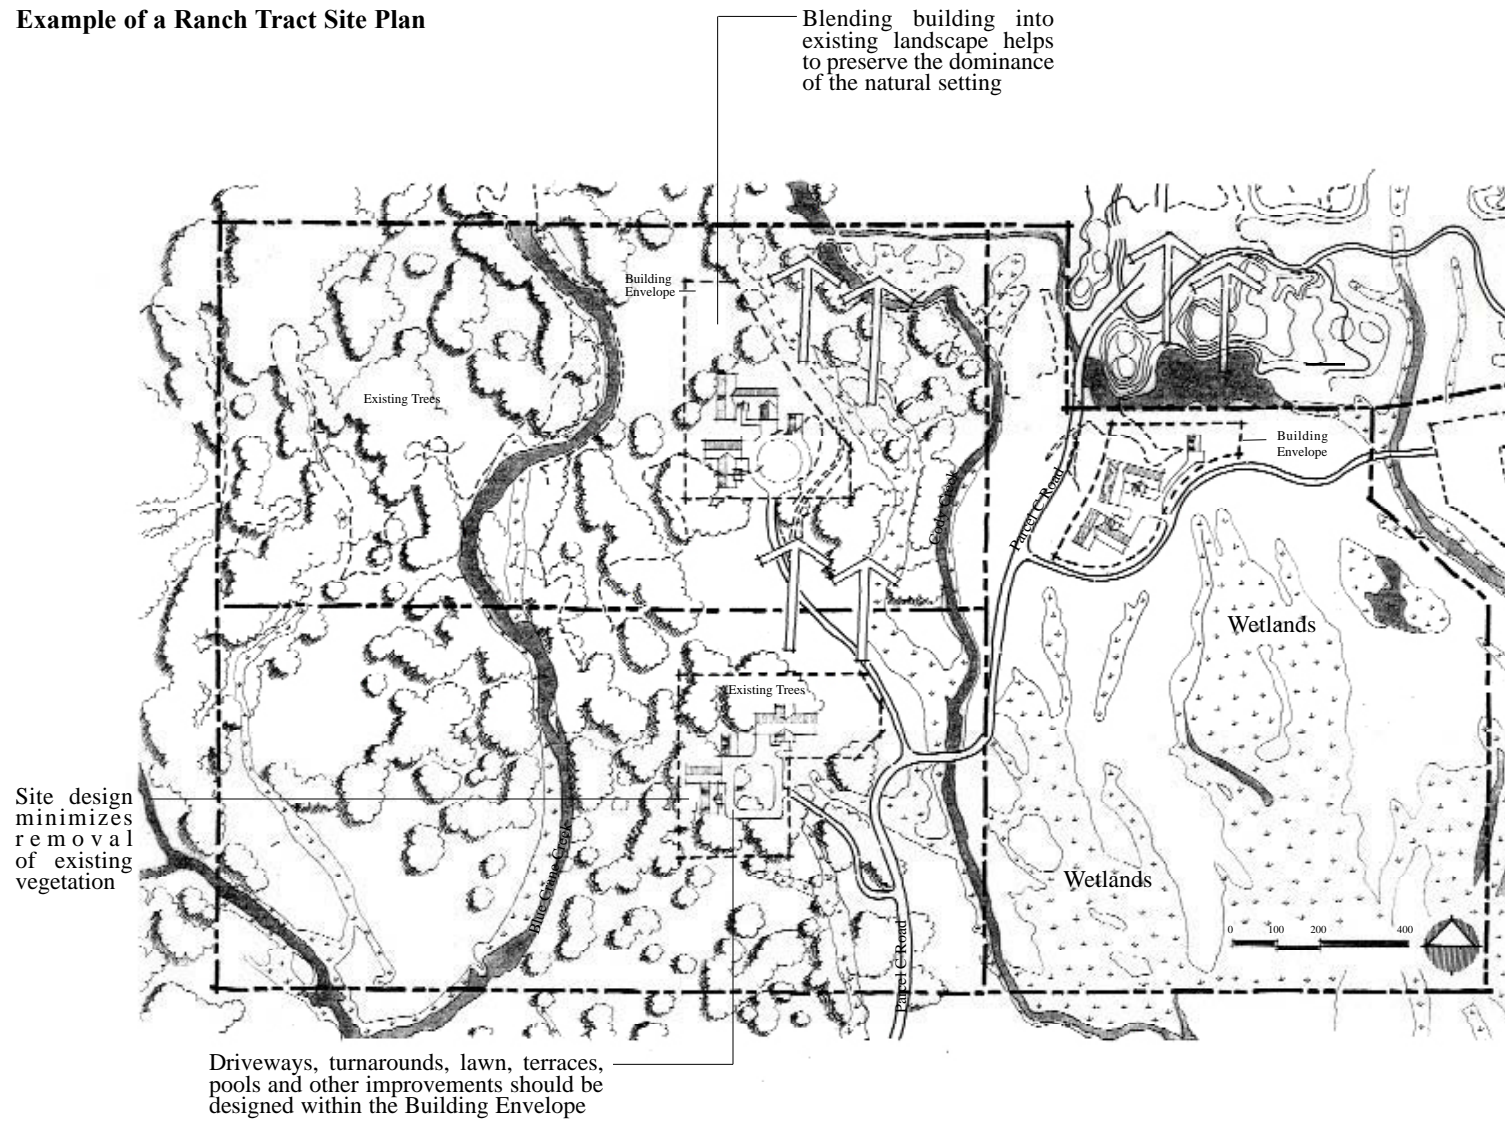 Example of a Ranch Tract Site Plan
Blending building into
existing landscape helps
to preserve the dominance
of the natural setting
Building
Envelope
Existing Trees
Cody Creek
Parcel C Road
Building
Envelope
Wetlands
Existing Trees
Site design
minimizes
removal
of existing
vegetation
Blue Crane Creek
Wetlands
Parcel C Road
0 100 200 400
Driveways, turnarounds, lawn, terraces,
pools and other improvements should be
designed within the Building Envelope